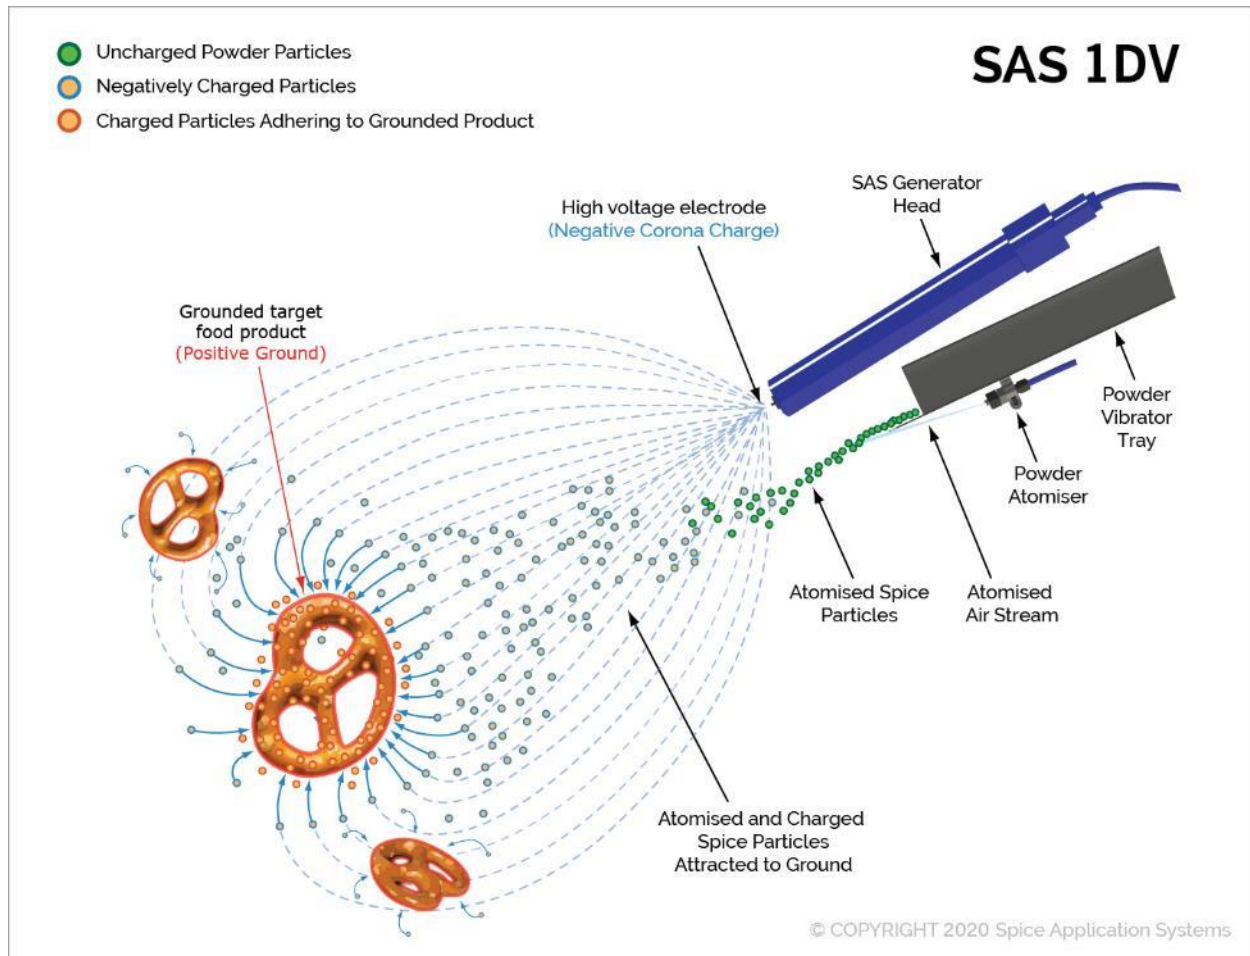 Uncharged Powder Particles
Negatively Charged Particles
Charged Particles Adhering to Grounded Product
SAS 1DV
SAS Generator
Head
High voltage electrode
(Negative Corona Charge)
Grounded target
food product
(Positive Ground)
Powder
Vibrator
Tray
Powder
Atomiser
Atomised Spice
Particles
Atomised
Air Stream
Atomised and Charged
Spice Particles
Attracted to Ground
© COPYRIGHT 2020 Spice Application Systems